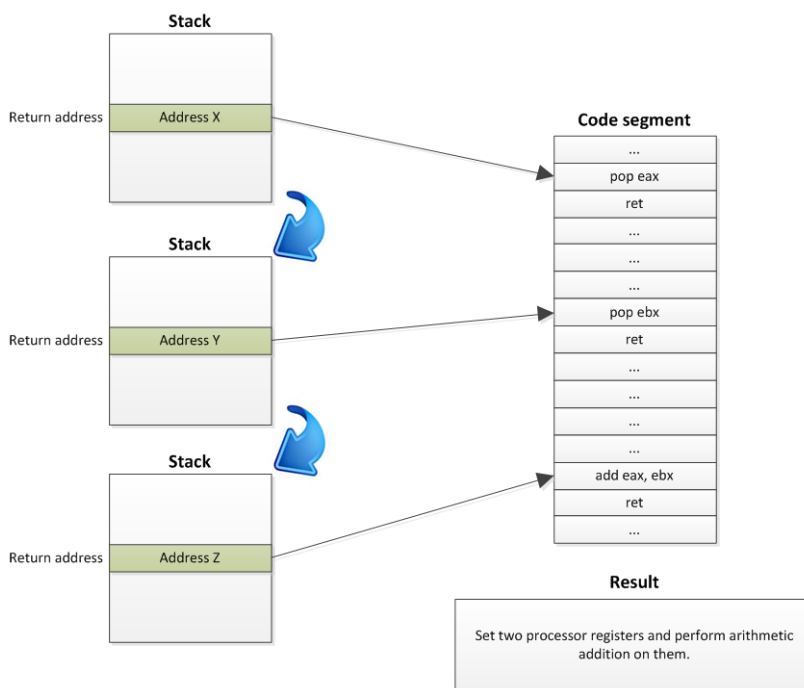 Stack
Return address
Address X
Stack
Return address
Address Y
Stack
Return address
Address Z
Code segment
...
pop eax
ret
...
...
...
pop ebx
ret
...
...
...
...
add eax, ebx
ret
...
Result
Set two processor registers and perform arithmetic
addition on them.